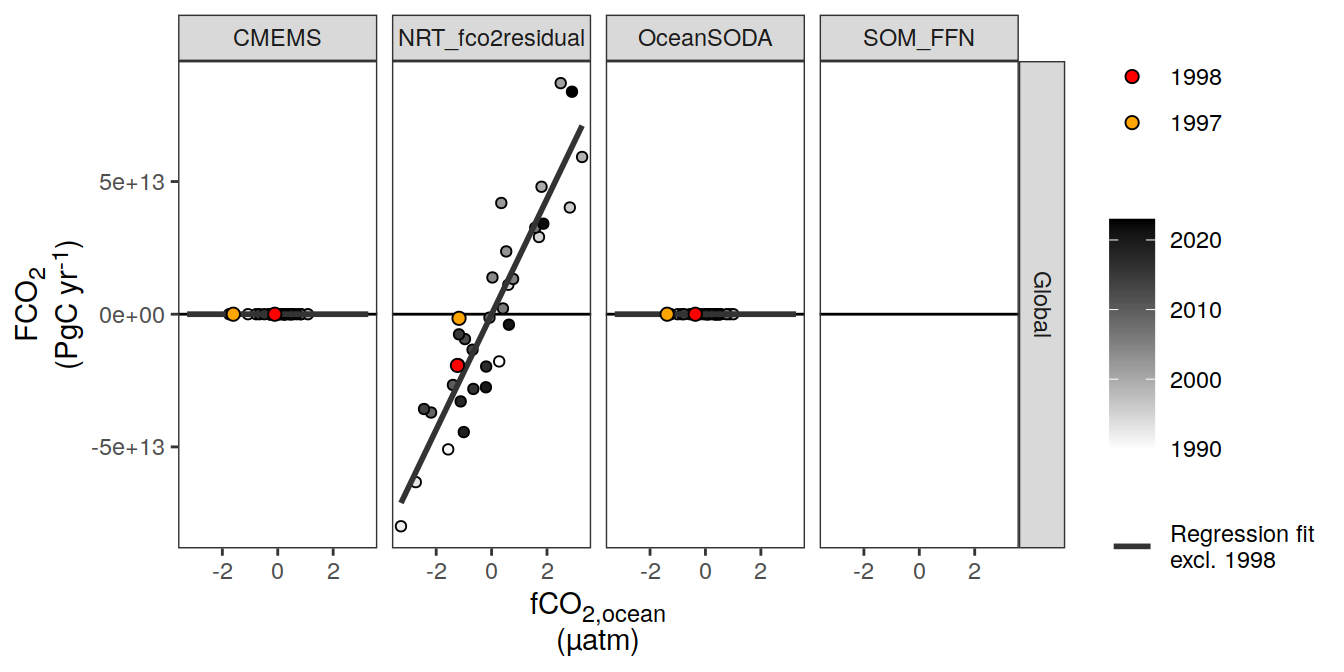 CMEMS NRT_fco2residual OceanSODA SOM_FFN
1998
1997
5e+13
0e+00
-5e+13
FCO2
(PgC yr-1)
Global
2020
2010
2000
1990
Regression fit
excl. 1998
-2 0 2 -2 0 2 -2 0 2 -2 0 2
fCO2,ocean
(µatm)